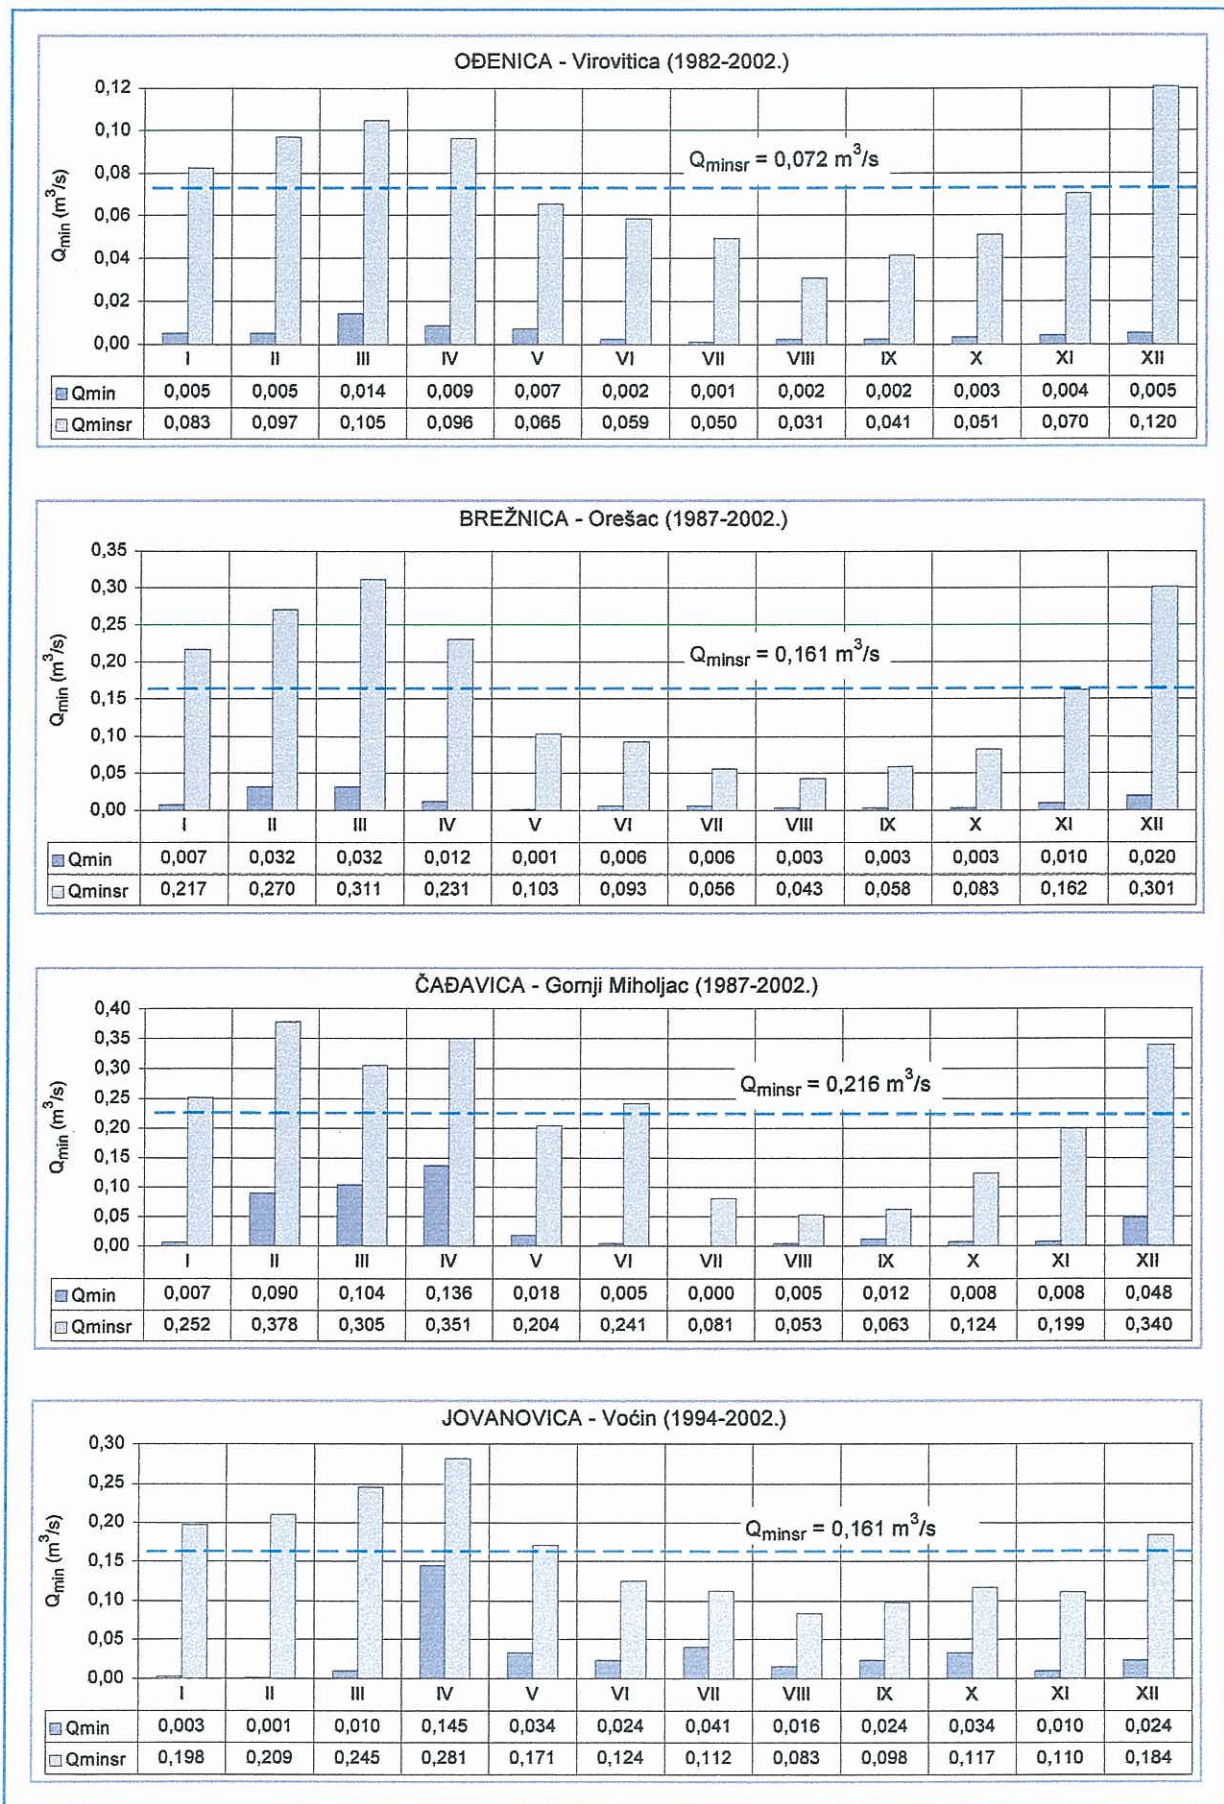 OĐENICA - Virovitica (1982-2002.)
Q_min (m³/s)
0,12
0,10
0,08
0,06
0,04
0,02
0,00
Q_minsr = 0,072 m³/s
I II III IV V VI VII VIII IX X XI XII
Qmin 0,005 0,005 0,014 0,009 0,007 0,002 0,001 0,002 0,002 0,003 0,004 0,005
Qminsr 0,083 0,097 0,105 0,096 0,065 0,059 0,050 0,031 0,041 0,051 0,070 0,120
BREŽNICA - Orešac (1987-2002.)
Q_min (m³/s)
0,35
0,30
0,25
0,20
0,15
0,10
0,05
0,00
Q_minsr = 0,161 m³/s
I II III IV V VI VII VIII IX X XI XII
Qmin 0,007 0,032 0,032 0,012 0,001 0,006 0,006 0,003 0,003 0,003 0,010 0,020
Qminsr 0,217 0,270 0,311 0,231 0,103 0,093 0,056 0,043 0,058 0,083 0,162 0,301
ČAĐAVICA - Gornji Miholjac (1987-2002.)
Q_min (m³/s)
0,40
0,35
0,30
0,25
0,20
0,15
0,10
0,05
0,00
Q_minsr = 0,216 m³/s
I II III IV V VI VII VIII IX X XI XII
Qmin 0,007 0,090 0,104 0,136 0,018 0,005 0,000 0,005 0,012 0,008 0,008 0,048
Qminsr 0,252 0,378 0,305 0,351 0,204 0,241 0,081 0,053 0,063 0,124 0,199 0,340
JOVANOVICA - Voćin (1994-2002.)
Q_min (m³/s)
0,30
0,25
0,20
0,15
0,10
0,05
0,00
Q_minsr = 0,161 m³/s
I II III IV V VI VII VIII IX X XI XII
Qmin 0,003 0,001 0,010 0,145 0,034 0,024 0,041 0,016 0,024 0,034 0,010 0,024
Qminsr 0,198 0,209 0,245 0,281 0,171 0,124 0,112 0,083 0,098 0,117 0,110 0,184